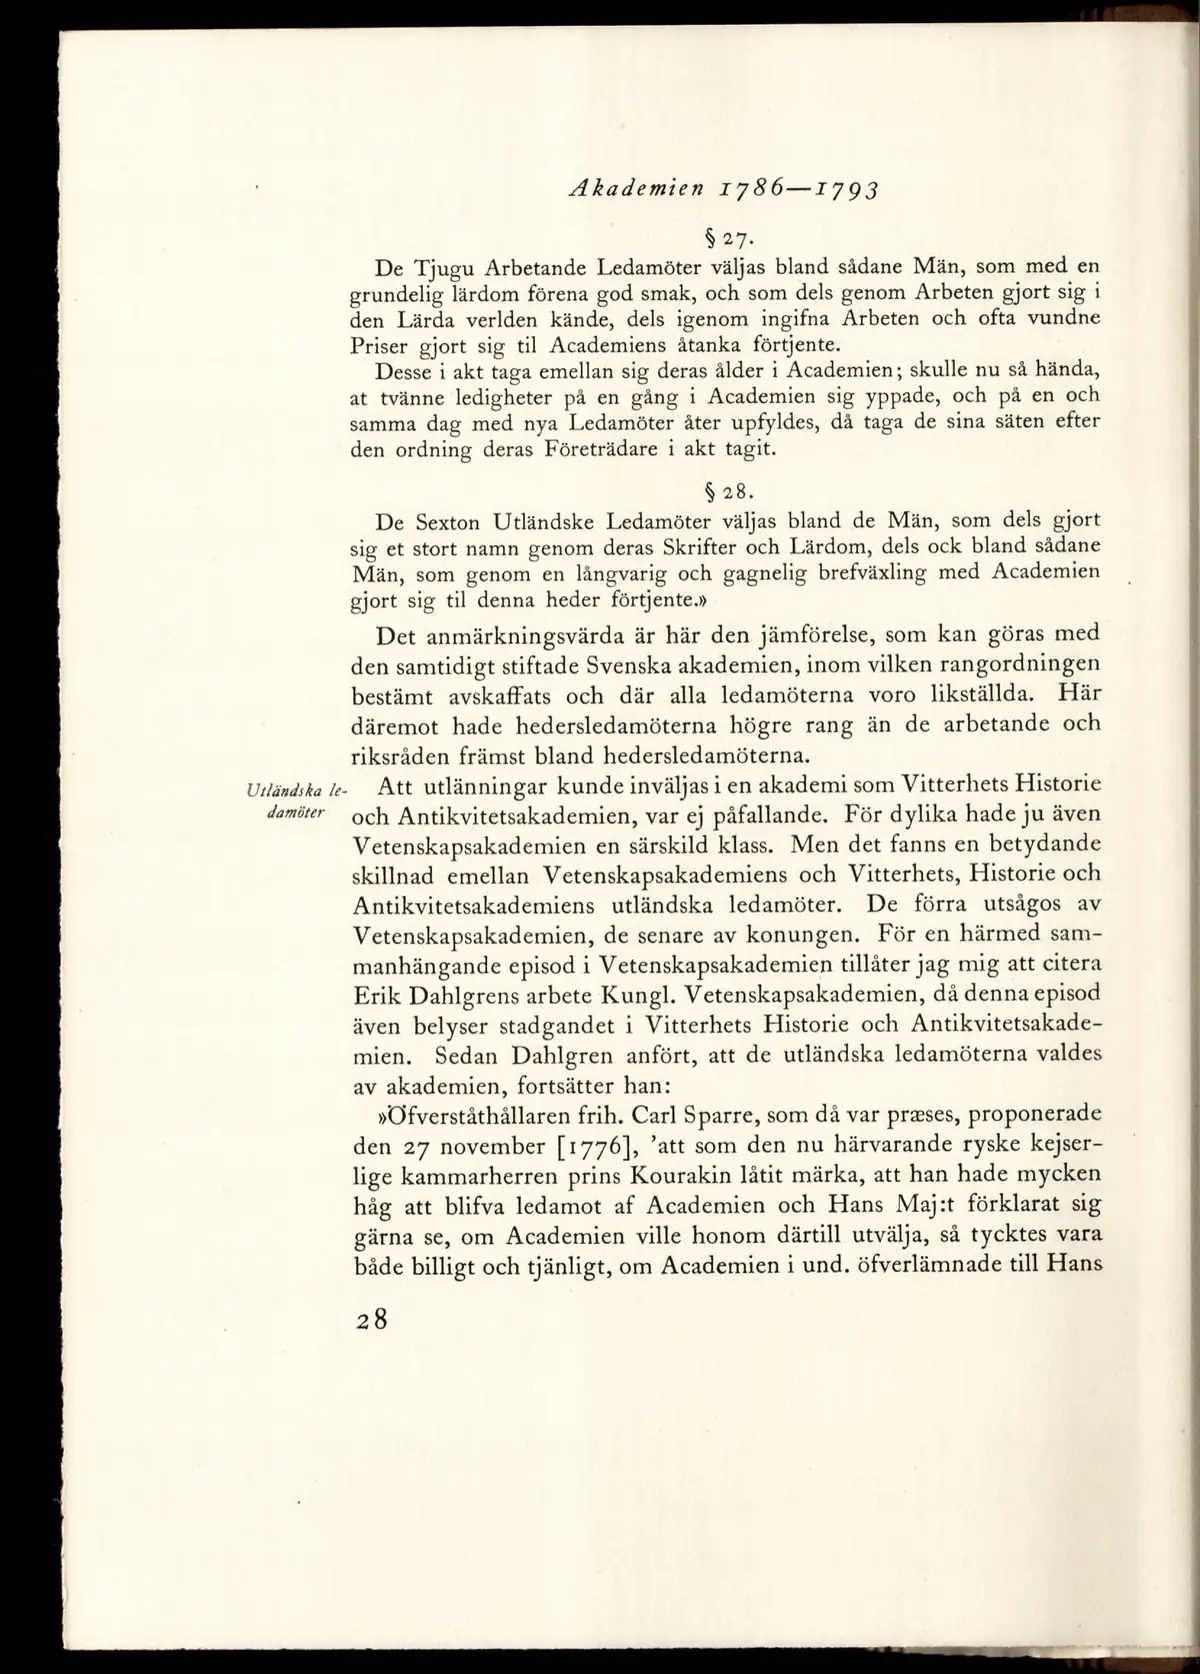 Akademien 1786—1793
§ 27.
De Tjugu Arbetande Ledamöter väljas bland sådane Män, som med en
grundelig lärdom förena god smak, och som dels genom Arbeten gjort sig i
den Lärda verlden kände, dels igenom ingifna Arbeten och ofta vundne
Priser gjort sig til Academiens åtanka förtjente.
Desse i akt taga emellan sig deras ålder i Academien; skulle nu så hända,
at tvänne ledigheter på en gång i Academien sig yppade, och på en och
samma dag med nya Ledamöter åter upfyldes, då taga de sina säten efter
den ordning deras Företrädare i akt tagit.
§ 28.
De Sexton Utländske Ledamöter väljas bland de Män, som dels gjort
sig et stort namn genom deras Skrifter och Lärdom, dels ock bland sådane
Män, som genom en långvarig och gagnelig brefväxling med Academien
gjort sig til denna heder förtjente.»
Det anmärkningsvärda är här den jämförelse, som kan göras med
den samtidigt stiftade Svenska akademien, inom vilken rangordningen
bestämt avskaffats och där alla ledamöterna voro likställda. Här
däremot hade hedersledamöterna högre rang än de arbetande och
riksråden främst bland hedersledamöterna.
Utländska le-
damöter
Att utlänningar kunde inväljas i en akademi som Vitterhets Historie
och Antikvitetsakademien, var ej påfallande. För dylika hade ju även
Vetenskapsakademien en särskild klass. Men det fanns en betydande
skillnad emellan Vetenskapsakademiens och Vitterhets, Historie och
Antikvitetsakademiens utländska ledamöter. De förra utsågos av
Vetenskapsakademien, de senare av konungen. För en härmed sam-
manhängande episod i Vetenskapsakademien tillåter jag mig att citera
Erik Dahlgrens arbete Kungl. Vetenskapsakademien, då denna episod
även belyser stadgandet i Vitterhets Historie och Antikvitetsakade-
mien. Sedan Dahlgren anfört, att de utländska ledamöterna valdes
av akademien, fortsätter han:
»Öfverståthållaren frih. Carl Sparre, som då var præses, proponerade
den 27 november [1776], ’att som den nu härvarande ryske kejser-
lige kammarherren prins Kourakin låtit märka, att han hade mycken
håg att blifva ledamot af Academien och Hans Maj:t förklarat sig
gärna se, om Academien ville honom därtill utvälja, så tycktes vara
både billigt och tjänligt, om Academien i und. öfverlämnade till Hans
28